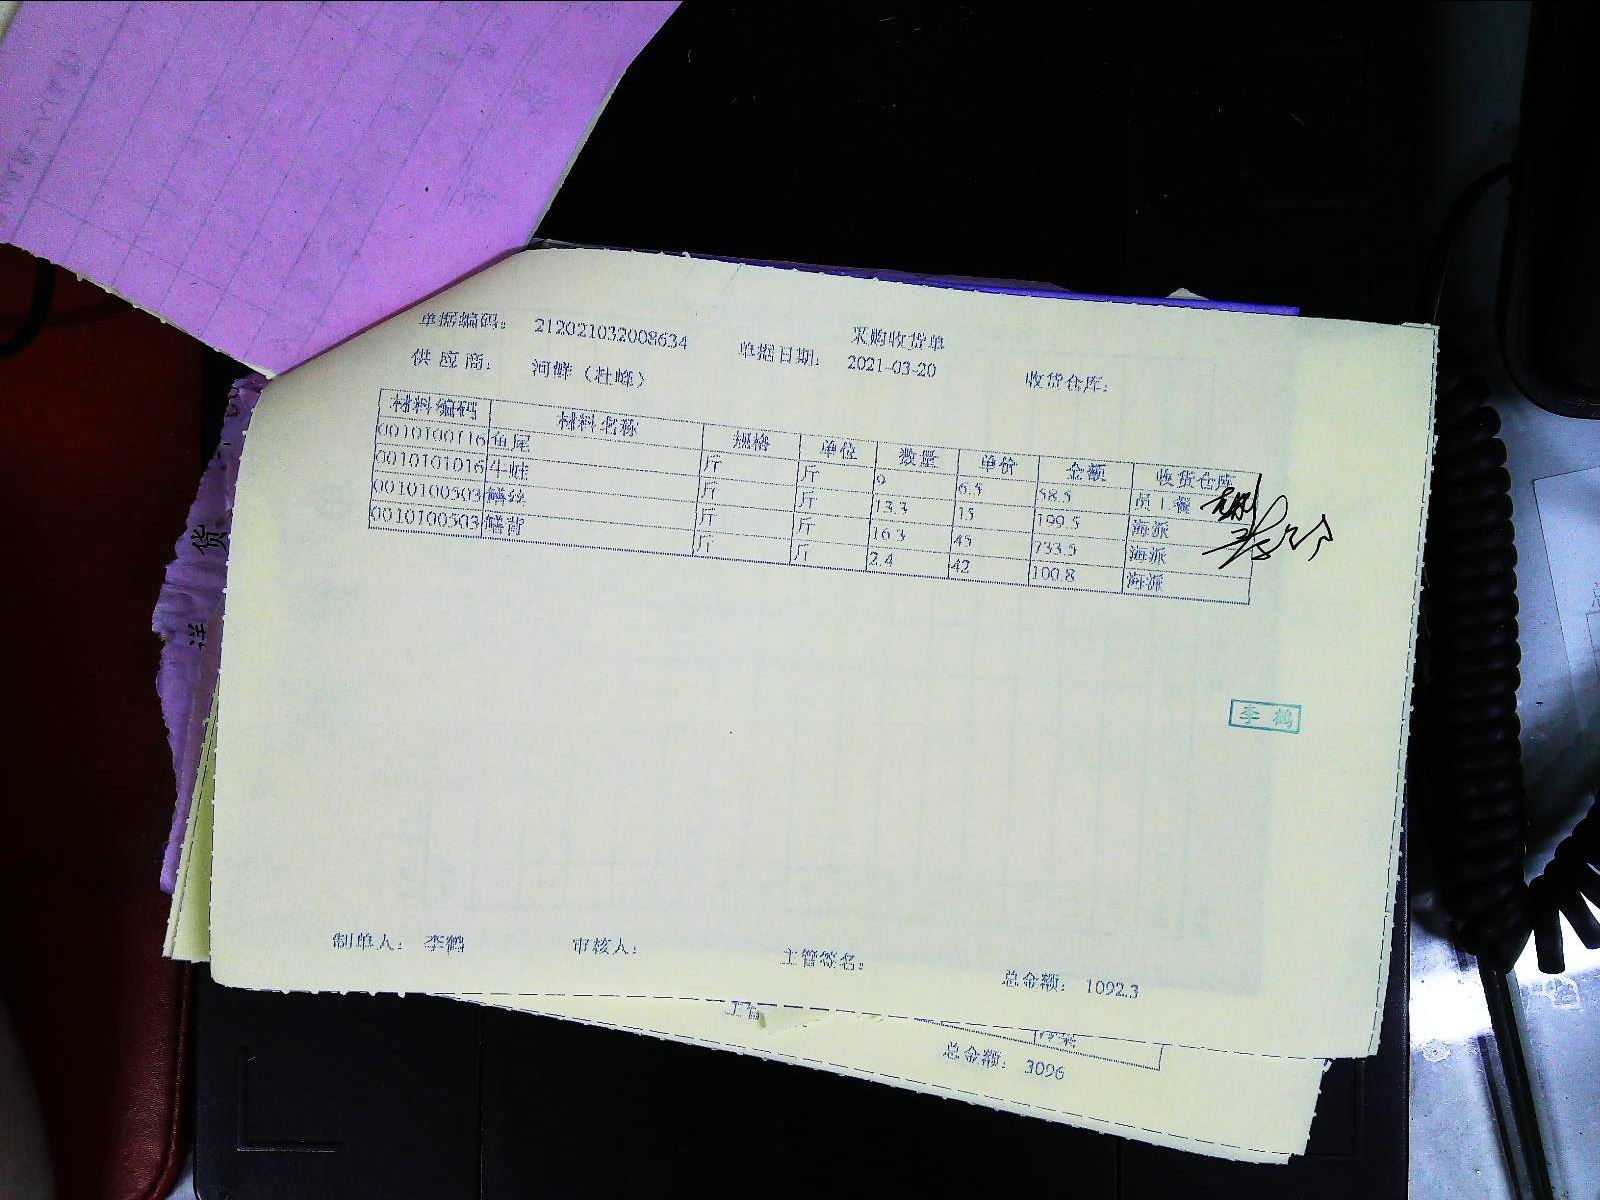 采购收货单
单据编码： 212021032008634 单据日期： 2021-03-20 收货仓库：
供应商： 河鲜（杜峰）
材料编码 材料名称 规格 单位 数量 单价 金额 收货仓库
0010100116 鱼尾 斤 斤 9 6.5 58.5 员工餐
0010101016 牛蛙 斤 斤 13.3 15 199.5 海派
0010100503 鳝丝 斤 斤 16.3 45 733.5 海派
0010100503 鳝背 斤 斤 2.4 42 100.8 海派
李鹤
制单人： 李鹤 审核人： 主管签名： 总金额： 1092.3
主管
总金额： 3096
货